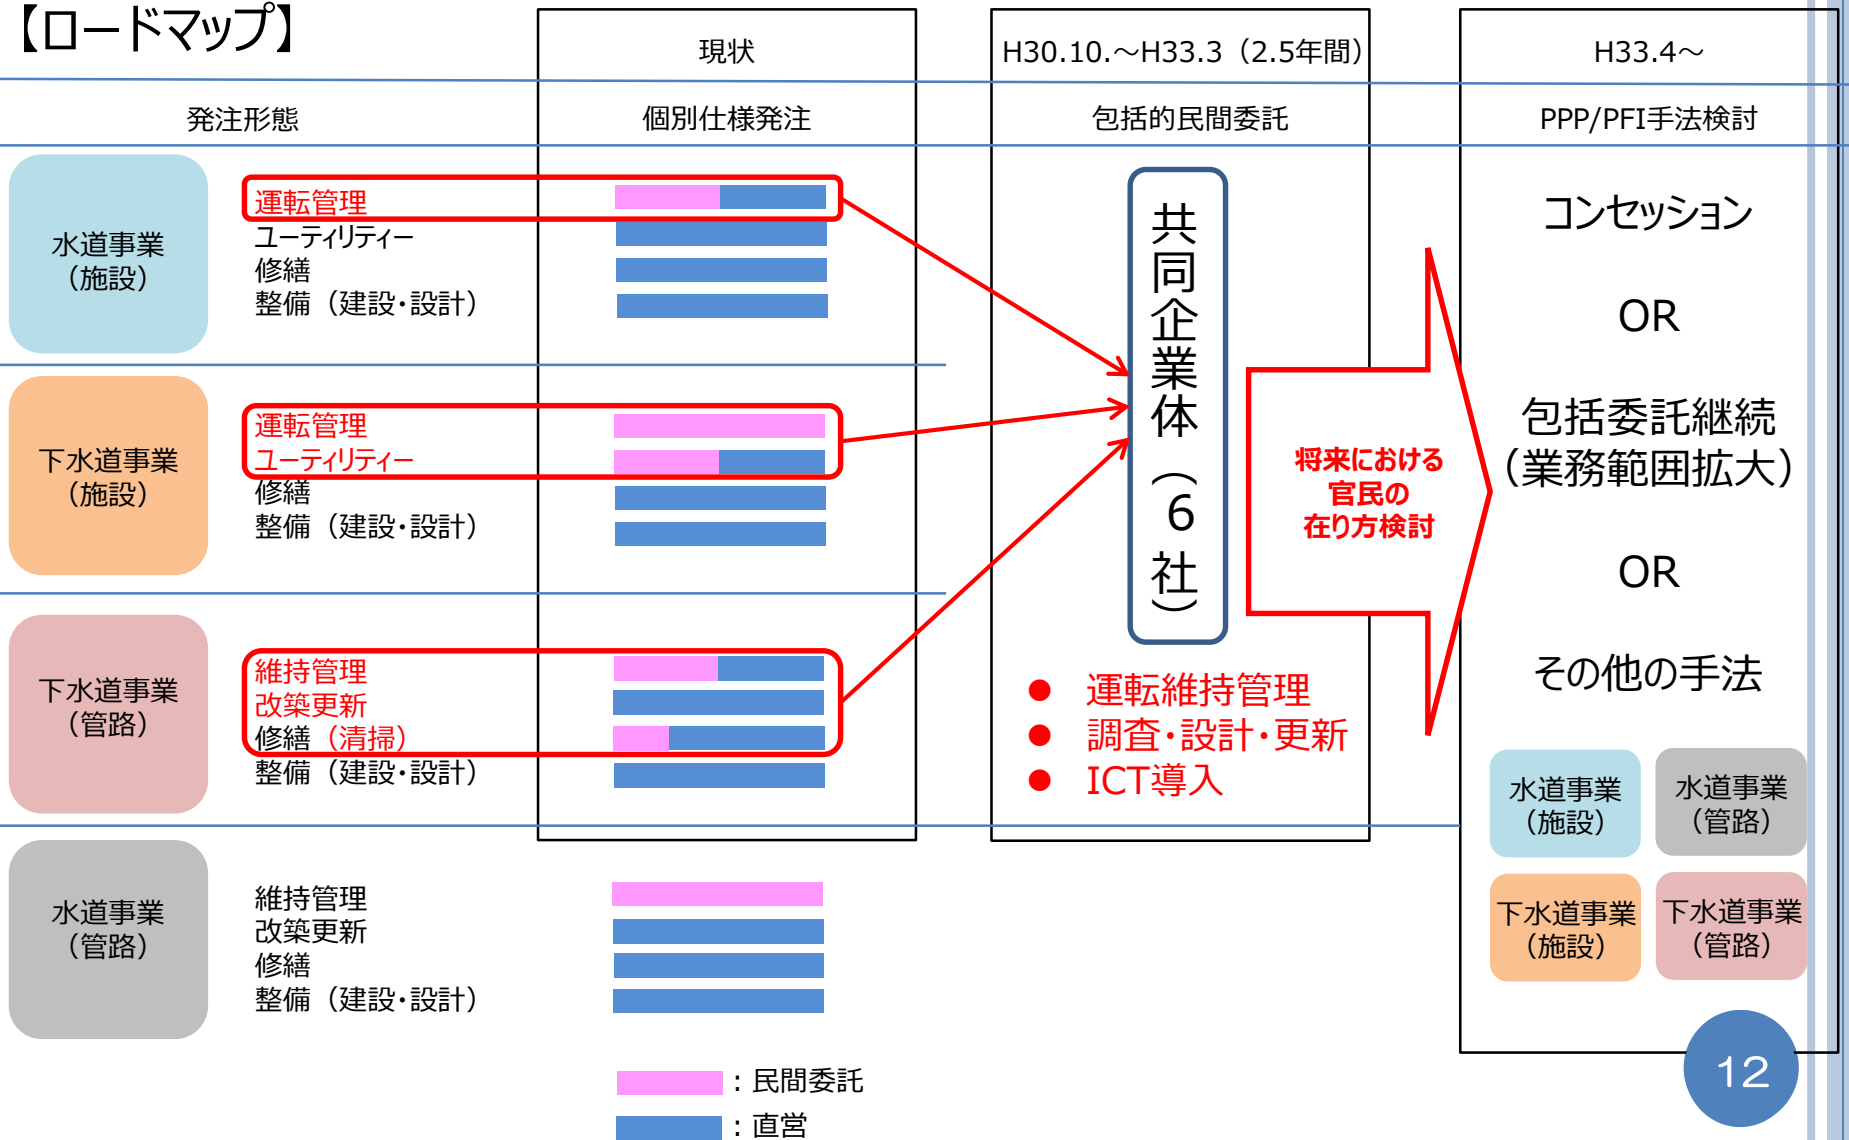 【ロードマップ】
現状
H30.10.～H33.3（2.5年間）
H33.4～
発注形態
個別仕様発注
包括的民間委託
PPP/PFI手法検討
水道事業
（施設）
運転管理
ユーティリティー
修繕
整備（建設・設計）
下水道事業
（施設）
運転管理
ユーティリティー
修繕
整備（建設・設計）
下水道事業
（管路）
維持管理
改築更新
修繕（清掃）
整備（建設・設計）
水道事業
（管路）
維持管理
改築更新
修繕
整備（建設・設計）
：民間委託
：直営
共同企業体（６社）
● 運転維持管理
● 調査・設計・更新
● ICT導入
将来における
官民の
在り方検討
コンセッション
OR
包括委託継続
（業務範囲拡大）
OR
その他の手法
水道事業
（施設）
水道事業
（管路）
下水道事業
（施設）
下水道事業
（管路）
12